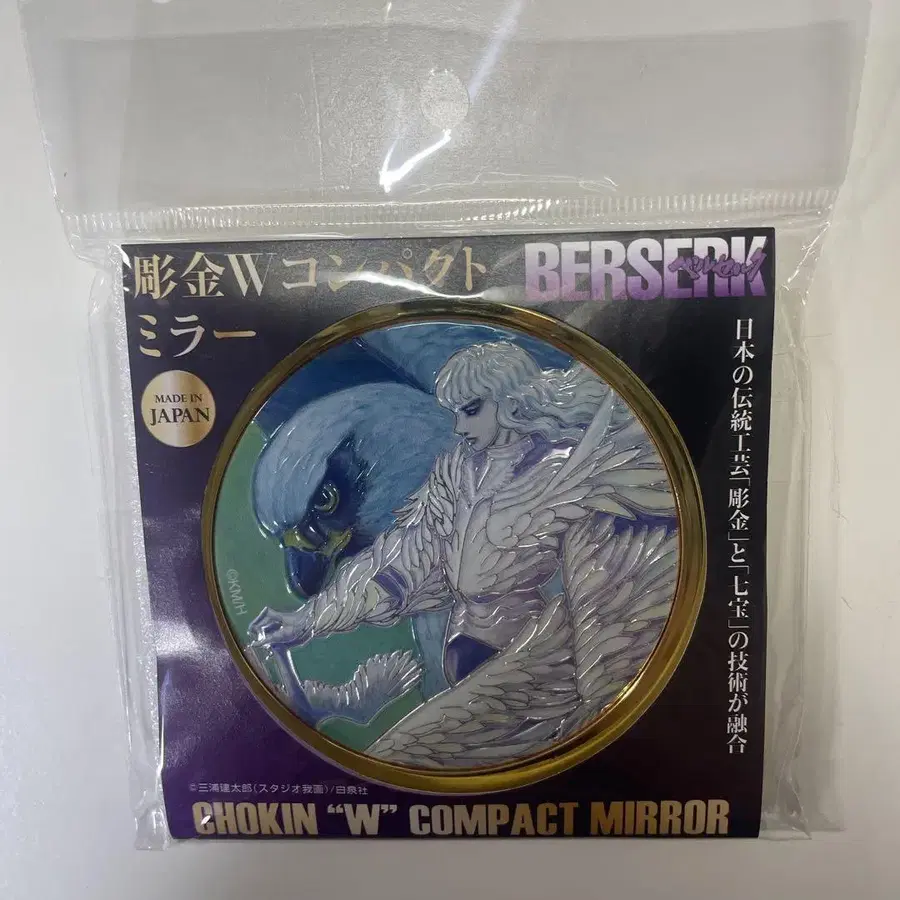 彫金Wコンパクト
ミラー
BERSERK
ベルセルク
MADE IN
JAPAN
日本の伝統工芸「彫金」と「七宝」の技術が融合
©KM/H
©三浦建太郎(スタジオ我画)/白泉社
CHOKIN “W” COMPACT MIRROR